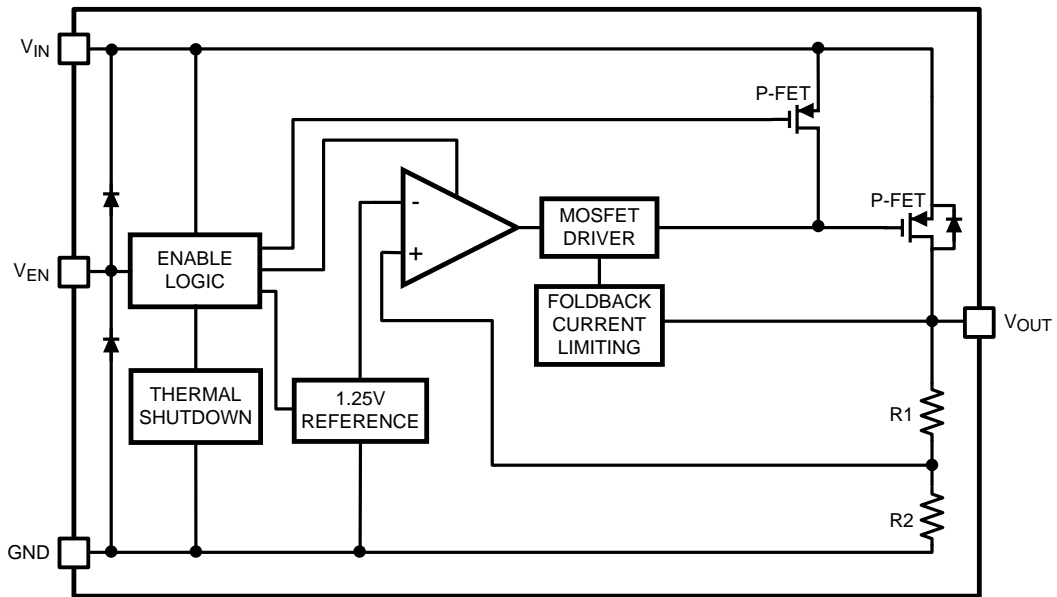 VIN
P-FET
P-FET
-
+
MOSFET
DRIVER
VEN
ENABLE
LOGIC
FOLDBACK
CURRENT
LIMITING
VOUT
THERMAL
SHUTDOWN
1.25V
REFERENCE
R1
R2
GND